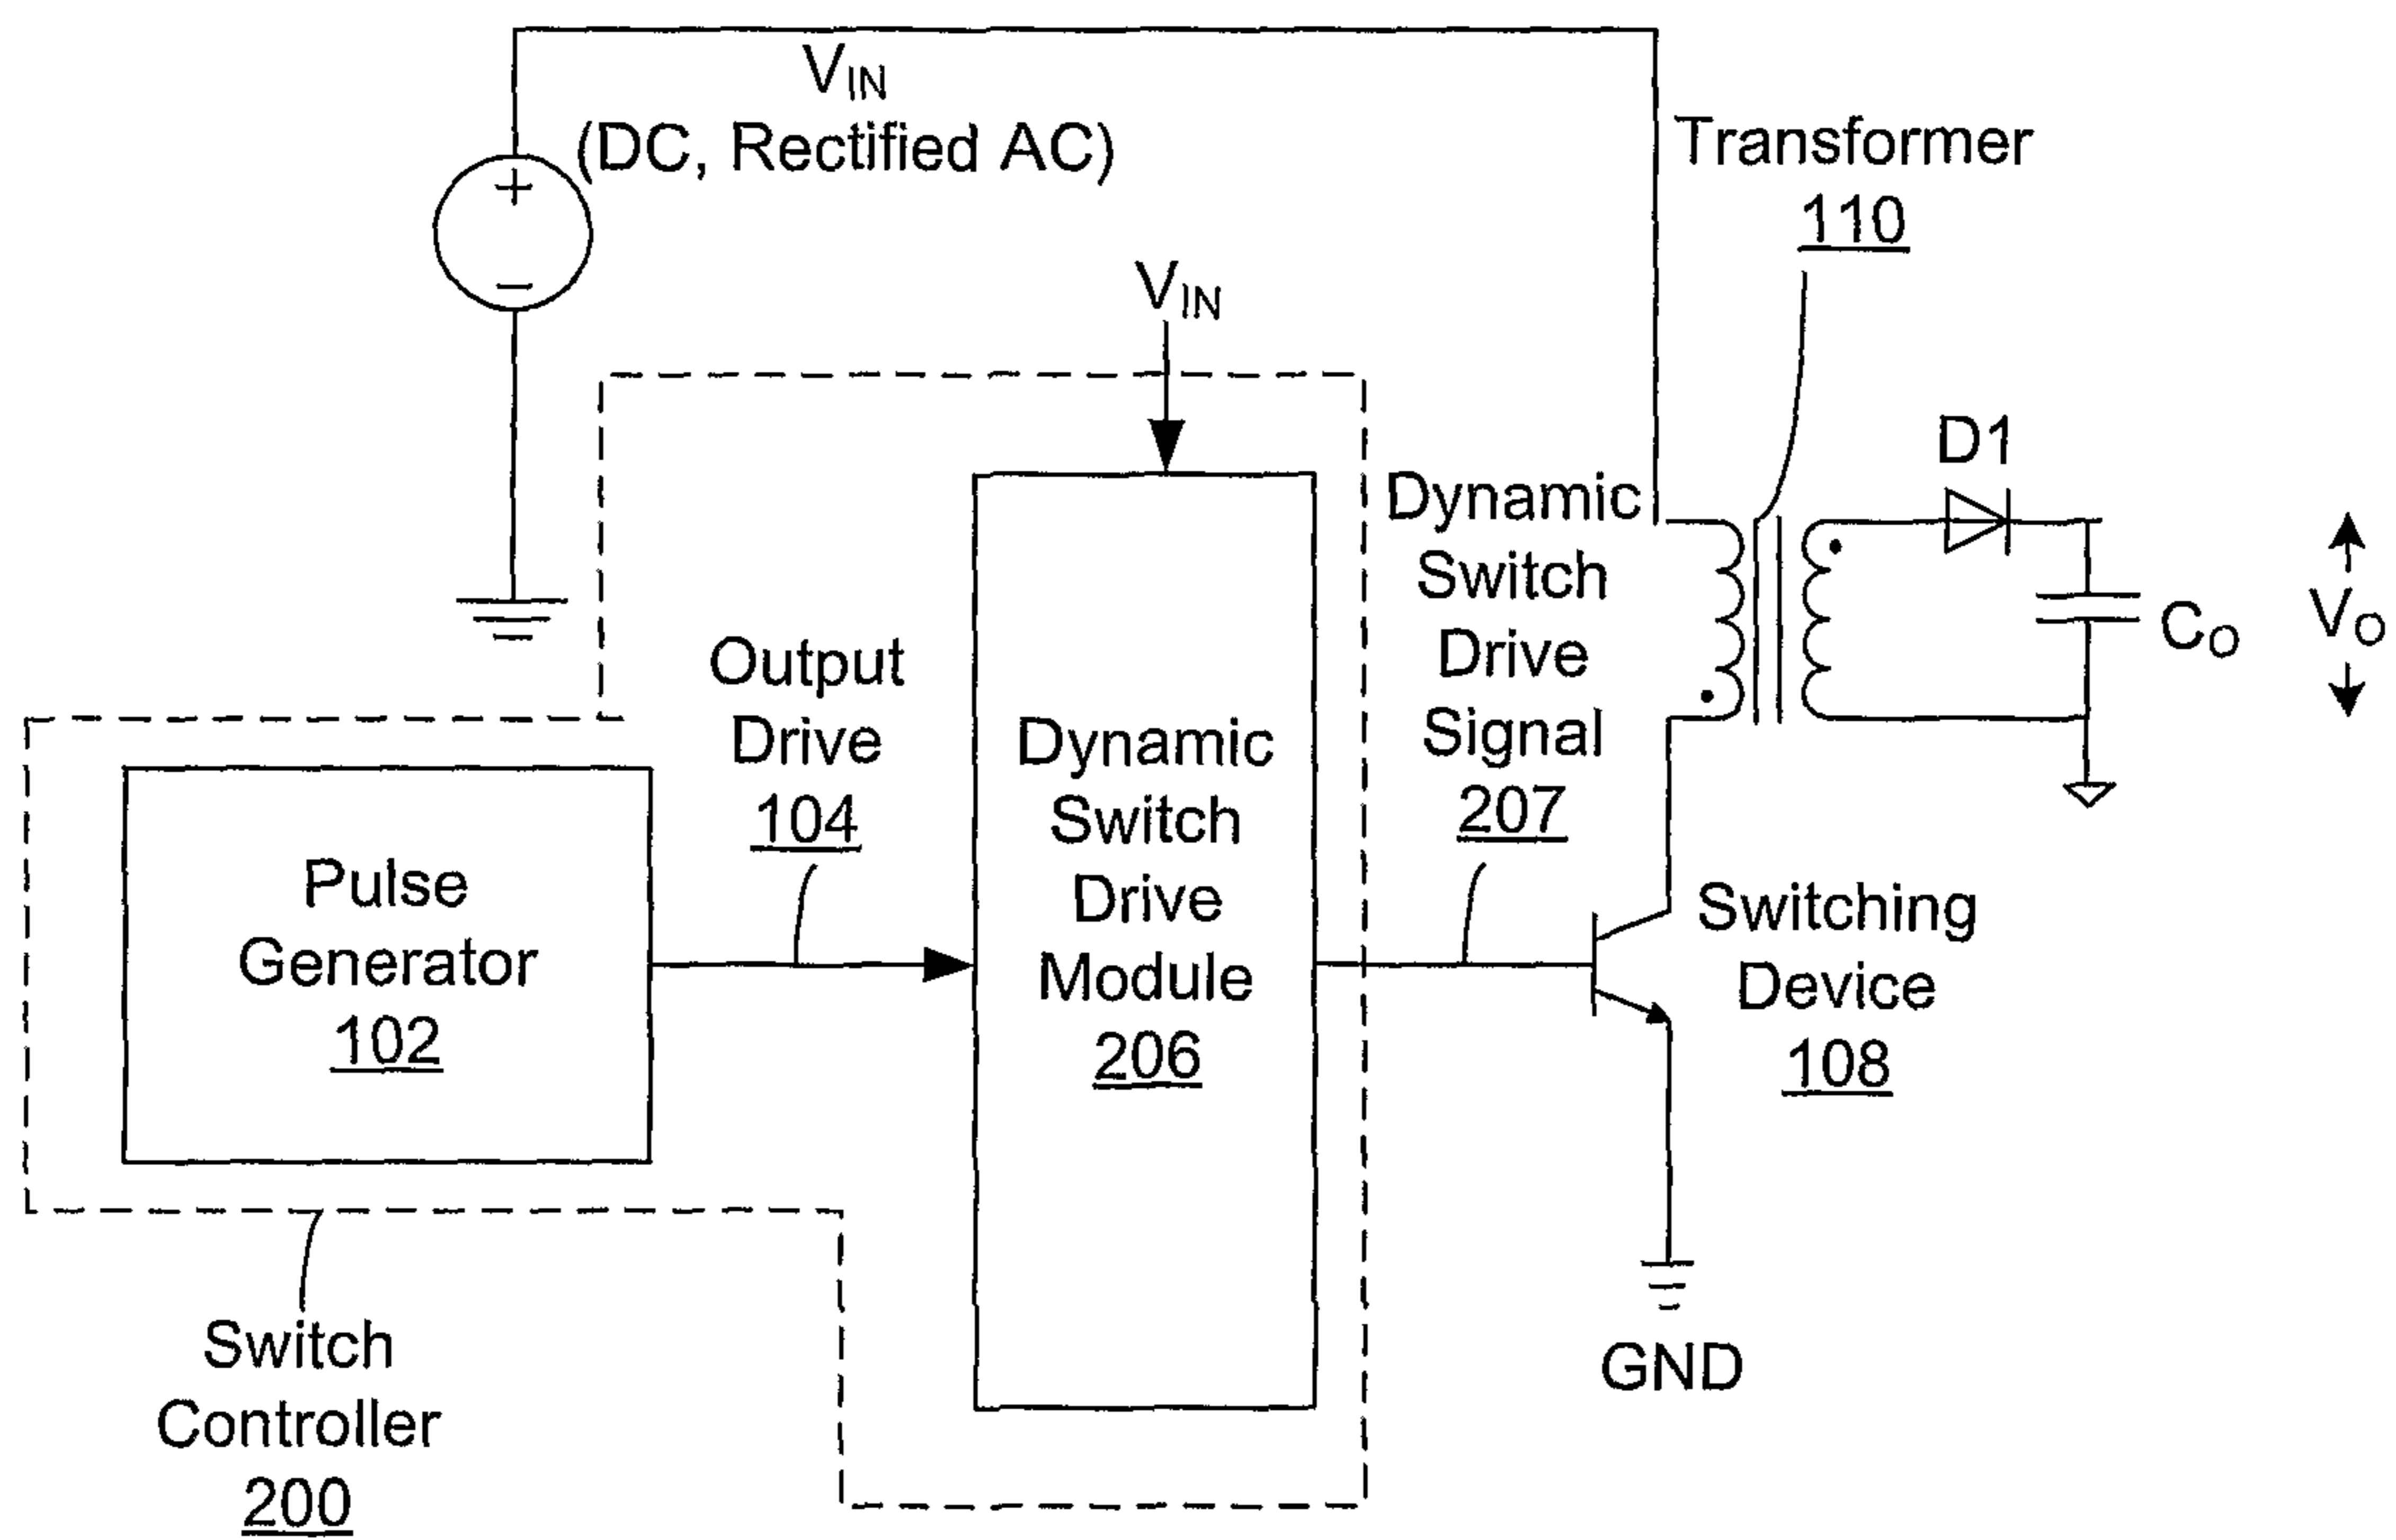 VIN
(DC, Rectified AC)
+
−
Transformer
110
VIN
D1
CO
VO
Dynamic
Switch
Drive
Signal
207
Output
Drive
104
Dynamic
Switch
Drive
Module
206
Pulse
Generator
102
Switching
Device
108
GND
Switch
Controller
200